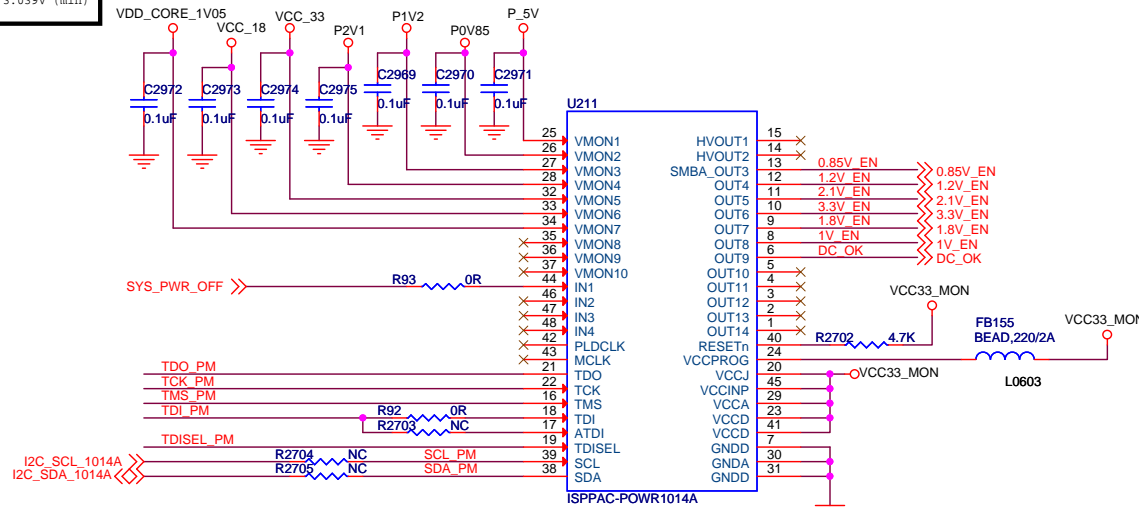 3.039V (min)
VDD_CORE_1V05
VCC_18
VCC_33
P2V1
P1V2
P0V85
P_5V
C2972
0.1uF
C2973
0.1uF
C2974
0.1uF
C2975
0.1uF
C2969
0.1uF
C2970
0.1uF
C2971
0.1uF
U211
25 VMON1 HVOUT1 15
26 VMON2 HVOUT2 14
27 VMON3 SMBA_OUT3 13 0.85V_EN 0.85V_EN
28 VMON4 OUT4 12 1.2V_EN 1.2V_EN
32 VMON5 OUT5 11 2.1V_EN 2.1V_EN
33 VMON6 OUT6 10 3.3V_EN 3.3V_EN
34 VMON7 OUT7 9 1.8V_EN 1.8V_EN
35 VMON8 OUT8 8 1V_EN 1V_EN
36 VMON9 OUT9 6 DC_OK DC_OK
37 VMON10 OUT10 5
SYS_PWR_OFF R93 0R 44 IN1 OUT11 4
46 IN2 OUT12 3
47 IN3 OUT13 2
48 IN4 OUT14 1
42 PLDCLK RESETn 40 R2702 4.7K VCC33_MON
43 MCLK VCCPROG 24 FB155 VCC33_MON
BEAD,220/2A
L0603
TDO_PM 21 TDO VCCJ 20 VCC33_MON
TCK_PM 22 TCK VCCINP 45
TMS_PM 16 TMS VCCA 29
TDI_PM R92 0R 18 TDI VCCD 23
R2703 NC 17 ATDI VCCD 41
TDISEL_PM 19 TDISEL GNDD 7
I2C_SCL_1014A R2704 NC SCL_PM 39 SCL GNDA 30
I2C_SDA_1014A R2705 NC SDA_PM 38 SDA GNDD 31
ISPPAC-POWR1014A